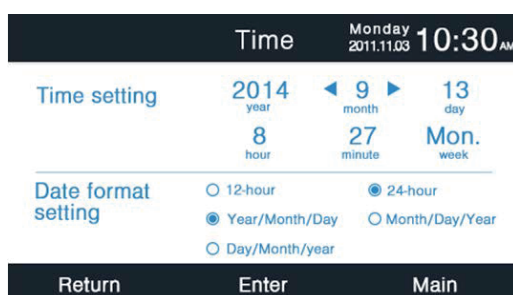 Time
Monday
2011.11.03 10:30 AM
Time setting
2014 9 13
year month day
8 27 Mon.
hour minute week
Date format
setting
12-hour 24-hour
Year/Month/Day Month/Day/Year
Day/Month/year
Return Enter Main